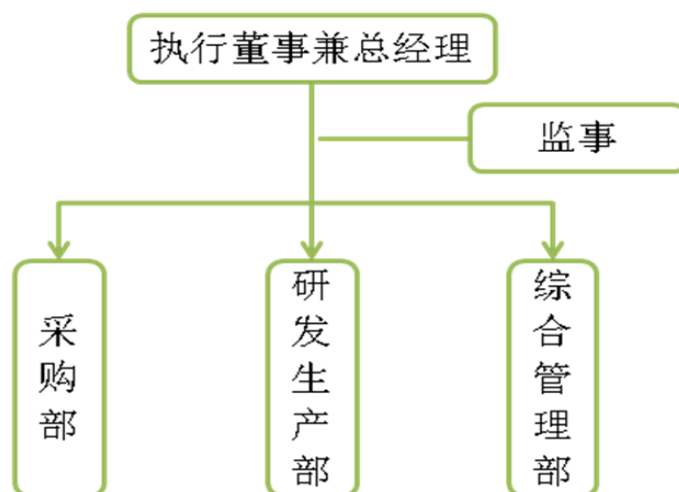 执行董事兼总经理
监事
采购部
研发生产部
综合管理部